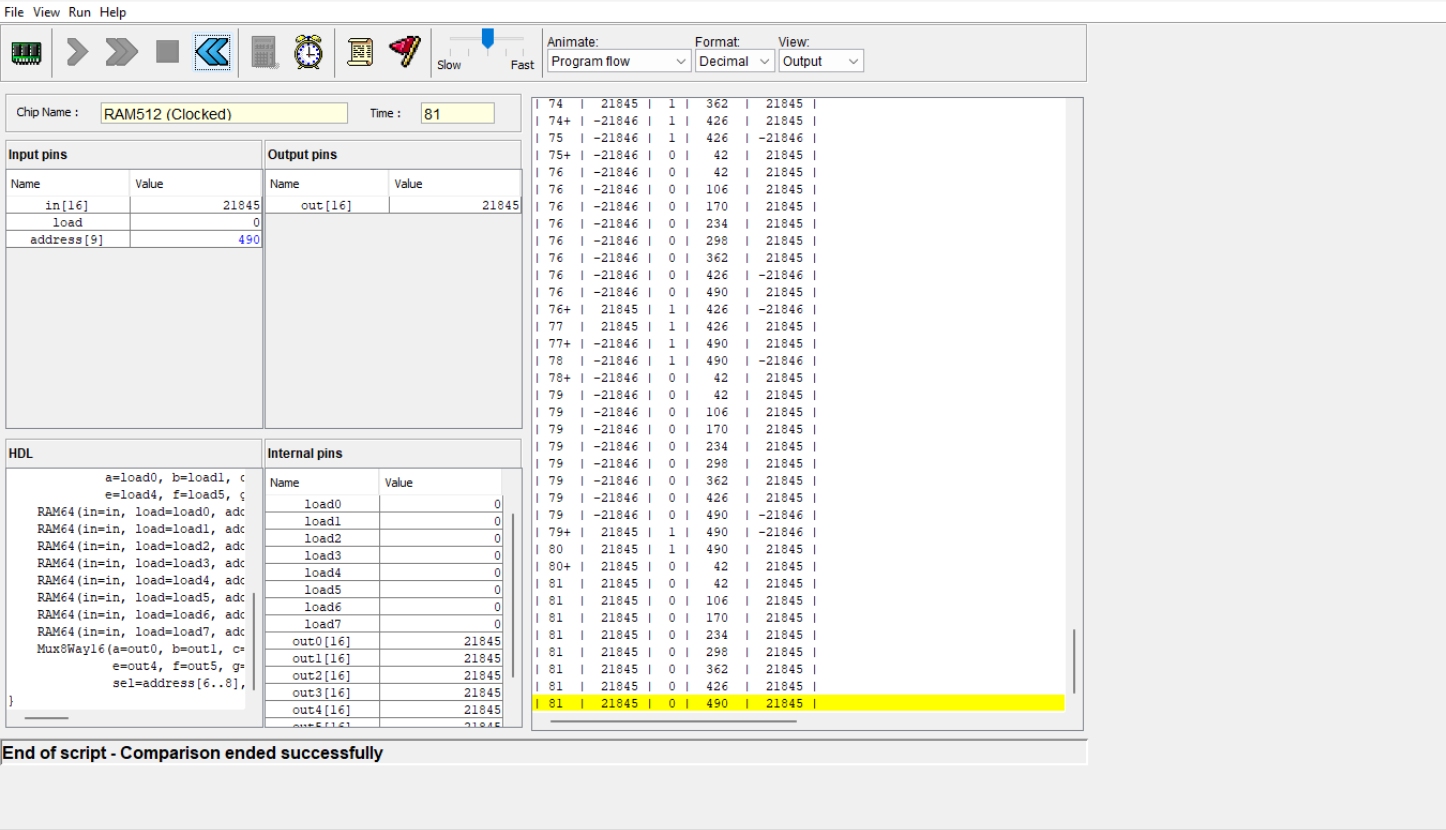 File View Run Help
Slow Fast
Animate: Format: View:
Program flow Decimal Output
Chip Name : RAM512 (Clocked) Time : 81
Input pins
Name Value
in[16] 21845
load 0
address[9] 490
Output pins
Name Value
out[16] 21845
HDL
a=load0, b=load1, c
e=load4, f=load5, g
RAM64(in=in, load=load0, add
RAM64(in=in, load=load1, add
RAM64(in=in, load=load2, add
RAM64(in=in, load=load3, add
RAM64(in=in, load=load4, add
RAM64(in=in, load=load5, add
RAM64(in=in, load=load6, add
RAM64(in=in, load=load7, add
Mux8Way16(a=out0, b=out1, c=
e=out4, f=out5, g=
sel=address[6..8],
}
Internal pins
Name Value
load0 0
load1 0
load2 0
load3 0
load4 0
load5 0
load6 0
load7 0
out0[16] 21845
out1[16] 21845
out2[16] 21845
out3[16] 21845
out4[16] 21845
out5[16] 21845
| 74 | 21845 | 1 | 362 | 21845 |
| 74+ | -21846 | 1 | 426 | 21845 |
| 75 | -21846 | 1 | 426 | -21846 |
| 75+ | -21846 | 0 | 42 | 21845 |
| 76 | -21846 | 0 | 42 | 21845 |
| 76 | -21846 | 0 | 106 | 21845 |
| 76 | -21846 | 0 | 170 | 21845 |
| 76 | -21846 | 0 | 234 | 21845 |
| 76 | -21846 | 0 | 298 | 21845 |
| 76 | -21846 | 0 | 362 | 21845 |
| 76 | -21846 | 0 | 426 | -21846 |
| 76 | -21846 | 0 | 490 | 21845 |
| 76+ | 21845 | 1 | 426 | -21846 |
| 77 | 21845 | 1 | 426 | 21845 |
| 77+ | -21846 | 1 | 490 | 21845 |
| 78 | -21846 | 1 | 490 | -21846 |
| 78+ | -21846 | 0 | 42 | 21845 |
| 79 | -21846 | 0 | 42 | 21845 |
| 79 | -21846 | 0 | 106 | 21845 |
| 79 | -21846 | 0 | 170 | 21845 |
| 79 | -21846 | 0 | 234 | 21845 |
| 79 | -21846 | 0 | 298 | 21845 |
| 79 | -21846 | 0 | 362 | 21845 |
| 79 | -21846 | 0 | 426 | 21845 |
| 79 | -21846 | 0 | 490 | -21846 |
| 79+ | 21845 | 1 | 490 | -21846 |
| 80 | 21845 | 1 | 490 | 21845 |
| 80+ | 21845 | 0 | 42 | 21845 |
| 81 | 21845 | 0 | 42 | 21845 |
| 81 | 21845 | 0 | 106 | 21845 |
| 81 | 21845 | 0 | 170 | 21845 |
| 81 | 21845 | 0 | 234 | 21845 |
| 81 | 21845 | 0 | 298 | 21845 |
| 81 | 21845 | 0 | 362 | 21845 |
| 81 | 21845 | 0 | 426 | 21845 |
| 81 | 21845 | 0 | 490 | 21845 |
End of script - Comparison ended successfully